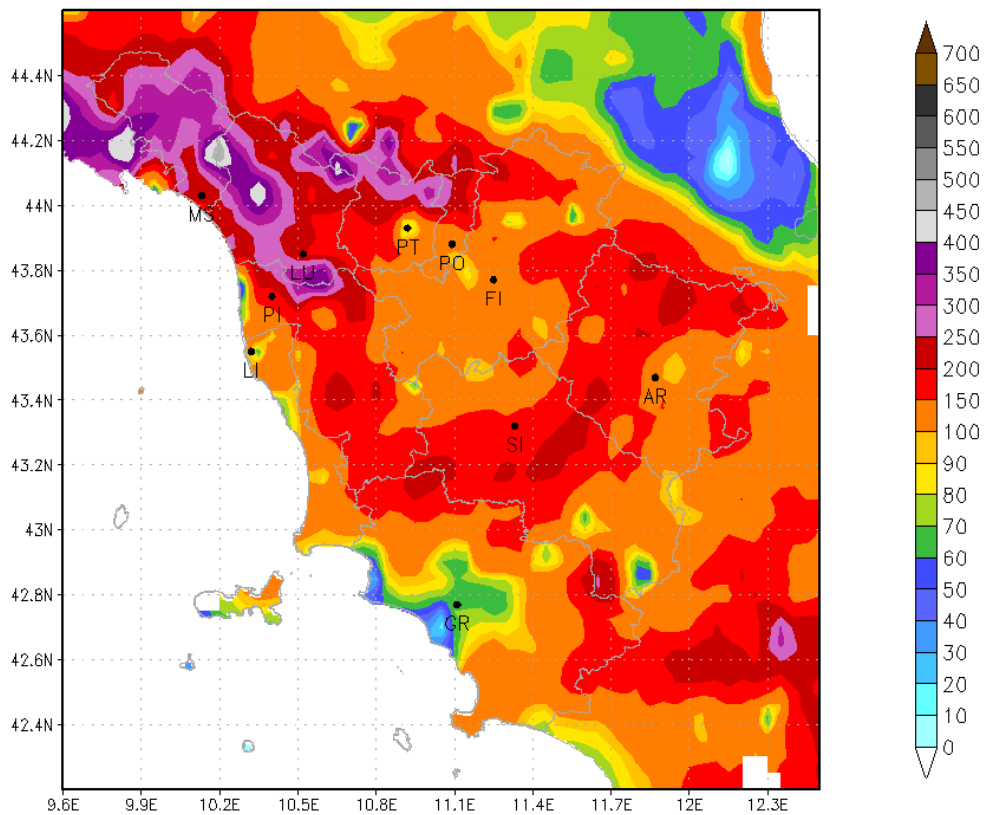 44.4N
44.2N
44N
43.8N
43.6N
43.4N
43.2N
43N
42.8N
42.6N
42.4N
9.6E 9.9E 10.2E 10.5E 10.8E 11.1E 11.4E 11.7E 12E 12.3E
MS
LU
PT
PO
PI
FI
LI
AR
SI
GR
700
650
600
550
500
450
400
350
300
250
200
150
100
90
80
70
60
50
40
30
20
10
0